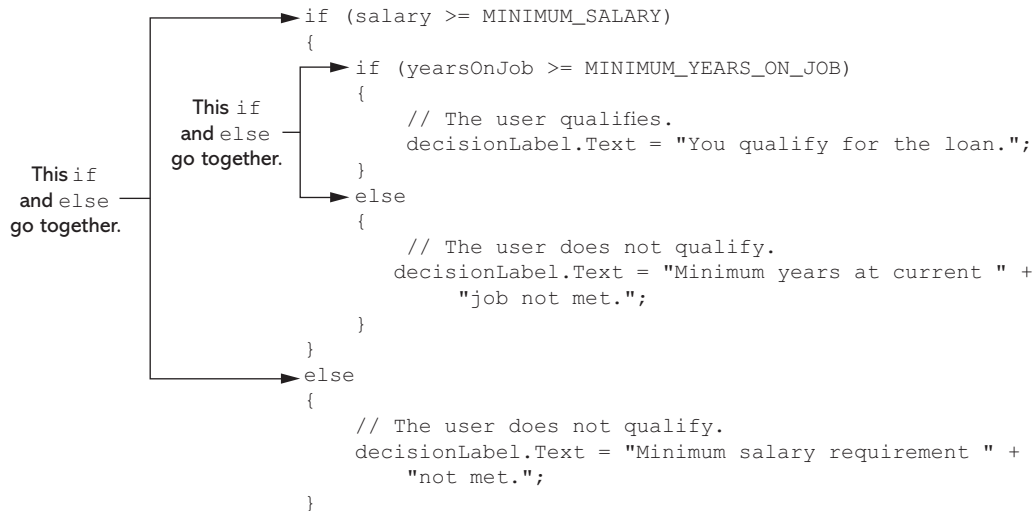 if (salary >= MINIMUM_SALARY)
{
if (yearsOnJob >= MINIMUM_YEARS_ON_JOB)
{
// The user qualifies.
decisionLabel.Text = "You qualify for the loan.";
}
else
{
// The user does not qualify.
decisionLabel.Text = "Minimum years at current " +
"job not met.";
}
}
else
{
// The user does not qualify.
decisionLabel.Text = "Minimum salary requirement " +
"not met.";
}
This if
and else
go together.
This if
and else
go together.